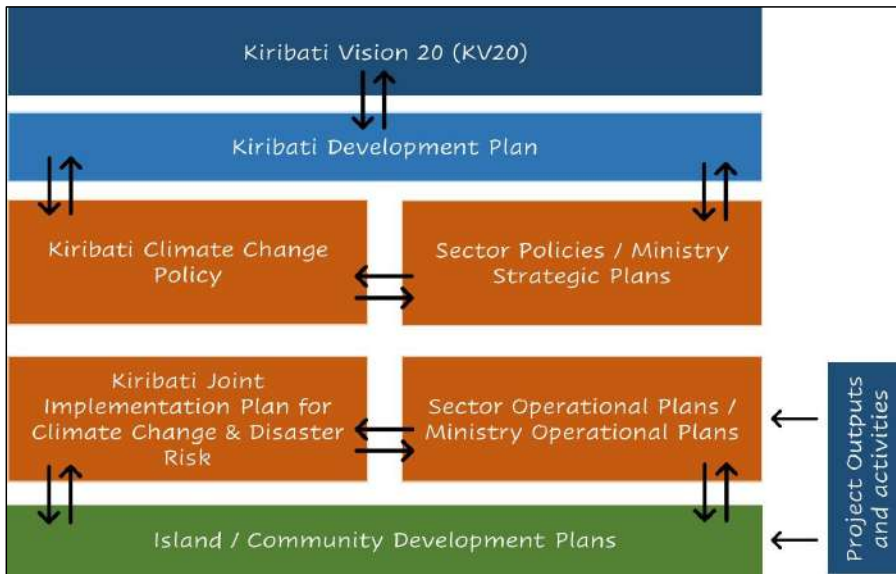 Kiribati Vision 20 (KV20)
Kiribati Development Plan
Kiribati Climate Change
Policy
Sector Policies / Ministry
Strategic Plans
Kiribati Joint
Implementation Plan for
Climate Change & Disaster
Risk
Sector Operational Plans /
Ministry Operational Plans
Island / Community Development Plans
Project Outputs
and activities